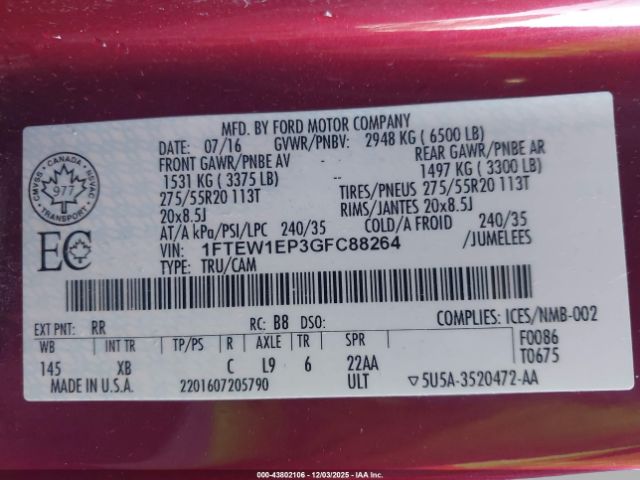 MFD. BY FORD MOTOR COMPANY
DATE: 07/16 GVWR/PNBV: 2948 KG ( 6500 LB)
FRONT GAWR/PNBE AV REAR GAWR/PNBE AR
1531 KG ( 3375 LB) 1497 KG ( 3300 LB)
275/55R20 113T TIRES/PNEUS 275/55R20 113T
20x8.5J RIMS/JANTES 20x8.5J
AT/A kPa/PSI/LPC 240/35 COLD/A FROID 240/35
VIN: 1FTEW1EP3GFC88264 /JUMELEES
TYPE: TRU/CAM
CMVSS - CANADA - NSVAC
977
TRANSPORT
EC
EXT PNT: RR RC: B8 DSO: COMPLIES: ICES/NMB-002
WB INT TR TP/PS R AXLE TR SPR F0086
145 XB C L9 6 22AA T0675
MADE IN U.S.A. 2201607205790 ULT ▽5U5A-3520472-AA
000-43802106 - 12/03/2025 - IAA Inc.